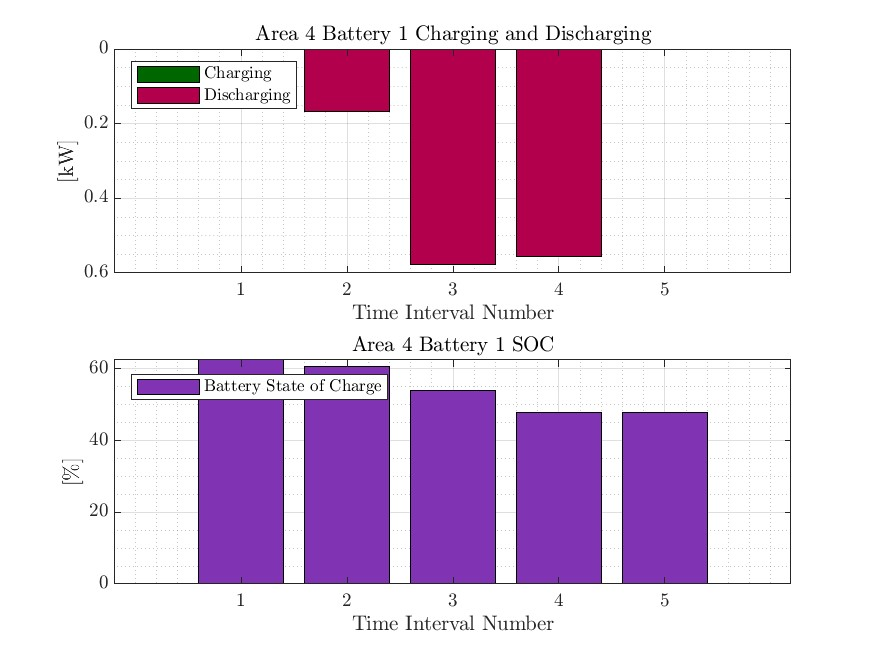 Area 4 Battery 1 Charging and Discharging
0
0.2
0.4
0.6
[kW]
Charging
Discharging
1 2 3 4 5
Time Interval Number
Area 4 Battery 1 SOC
60
40
20
0
[%]
Battery State of Charge
1 2 3 4 5
Time Interval Number